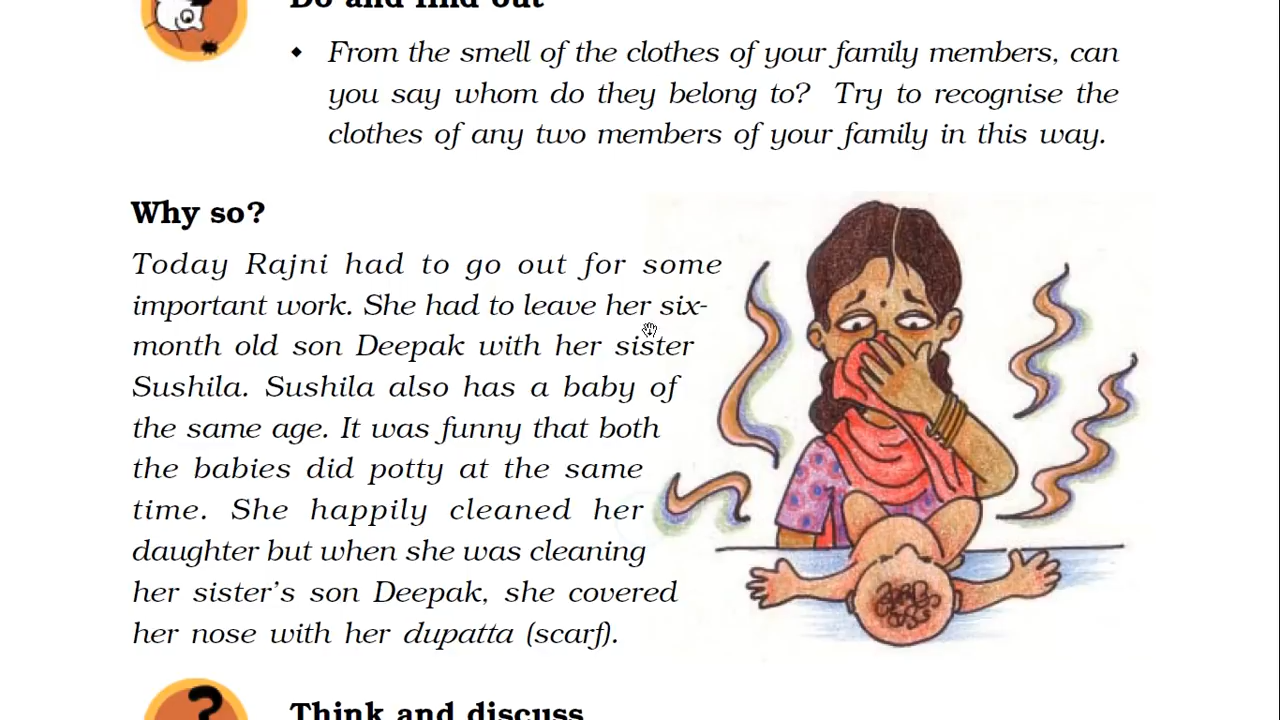 Do and find out
◆ From the smell of the clothes of your family members, can
you say whom do they belong to? Try to recognise the
clothes of any two members of your family in this way.
Why so?
Today Rajni had to go out for some
important work. She had to leave her six-
month old son Deepak with her sister
Sushila. Sushila also has a baby of
the same age. It was funny that both
the babies did potty at the same
time. She happily cleaned her
daughter but when she was cleaning
her sister's son Deepak, she covered
her nose with her dupatta (scarf).
?
Think and discuss